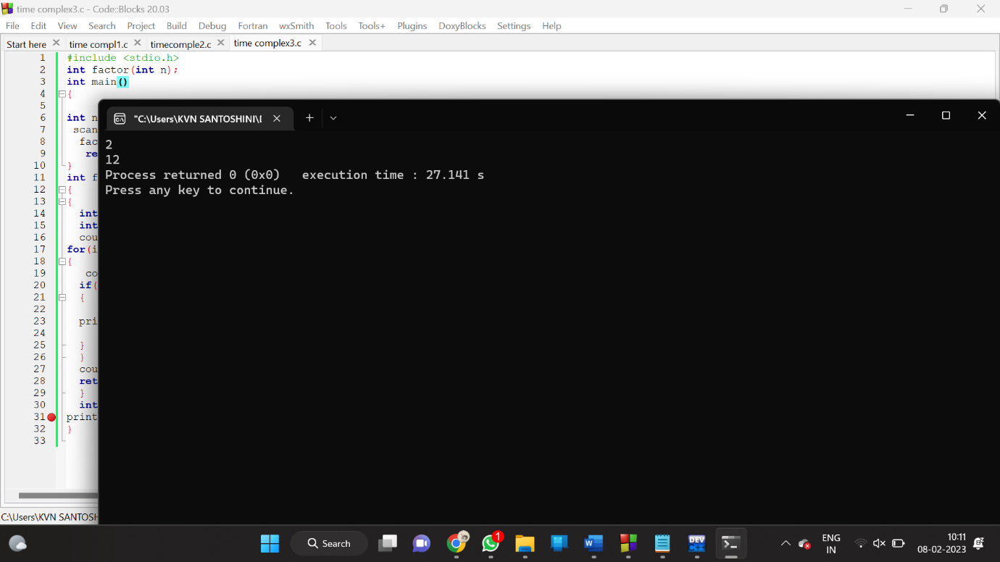 time complex3.c - Code::Blocks 20.03
File Edit View Search Project Build Debug Fortran wxSmith Tools Tools+ Plugins DoxyBlocks Settings Help
Start here time compl1.c timecomple2.c time complex3.c
1 #include <stdio.h>
2 int factor(int n);
3 int main()
4 {
5
6 int n
7 scan
8 fac
9 re
10 }
11 int f
12 {
13 {
14 int
15 int
16 cou
17 for(i
18 {
19 co
20 if(
21 {
22
23 pri
24
25 }
26 }
27 cou
28 ret
29 }
30 int
31 print
32 }
33
"C:\Users\KVN SANTOSHINI\
2
12
Process returned 0 (0x0)   execution time : 27.141 s
Press any key to continue.
C:\Users\KVN SANTOSH
Search
1
DEV
ENG
IN
10:11
08-02-2023